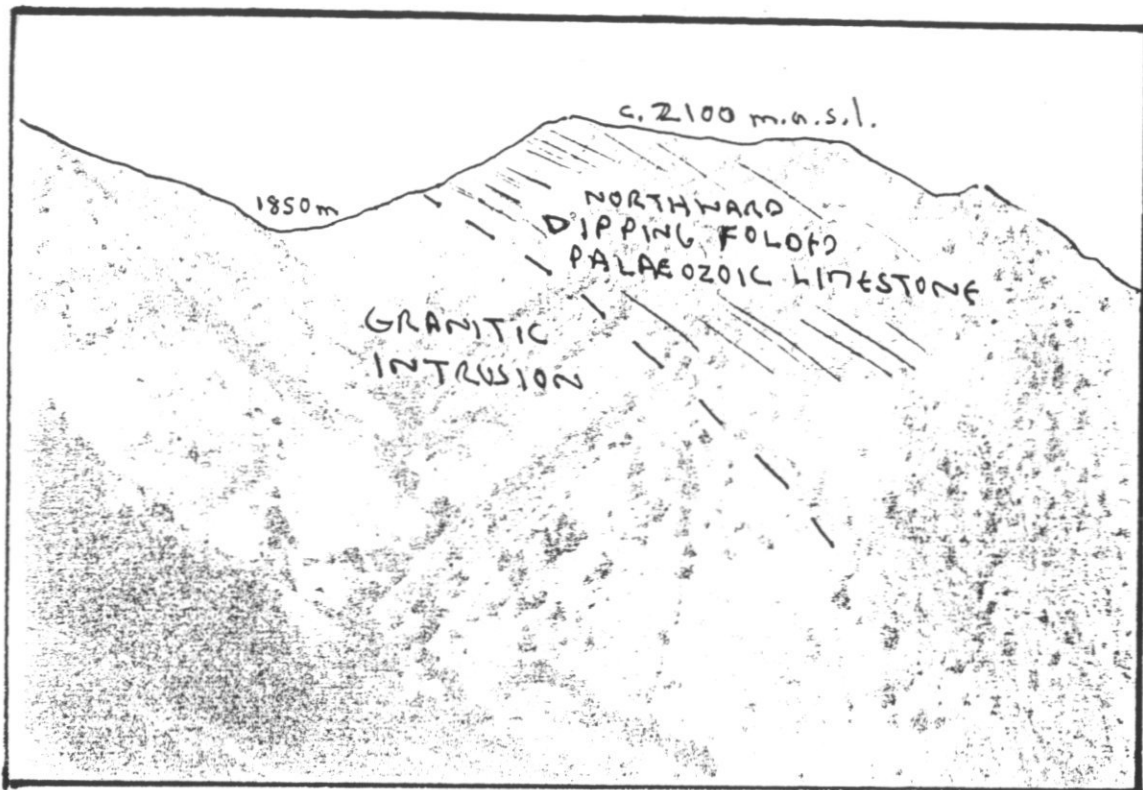 c. 2100 m.a.s.l.
1850m
NORTHWARD
DIPPING FOLDED
PALAEOZOIC LIMESTONE
GRANITIC
INTRUSION